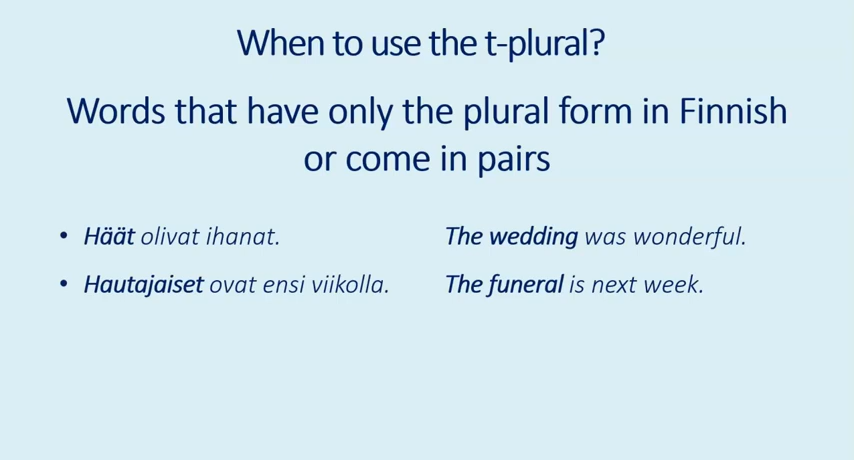 When to use the t-plural?
Words that have only the plural form in Finnish
or come in pairs
• Häät olivat ihanat. The wedding was wonderful.
• Hautajaiset ovat ensi viikolla. The funeral is next week.